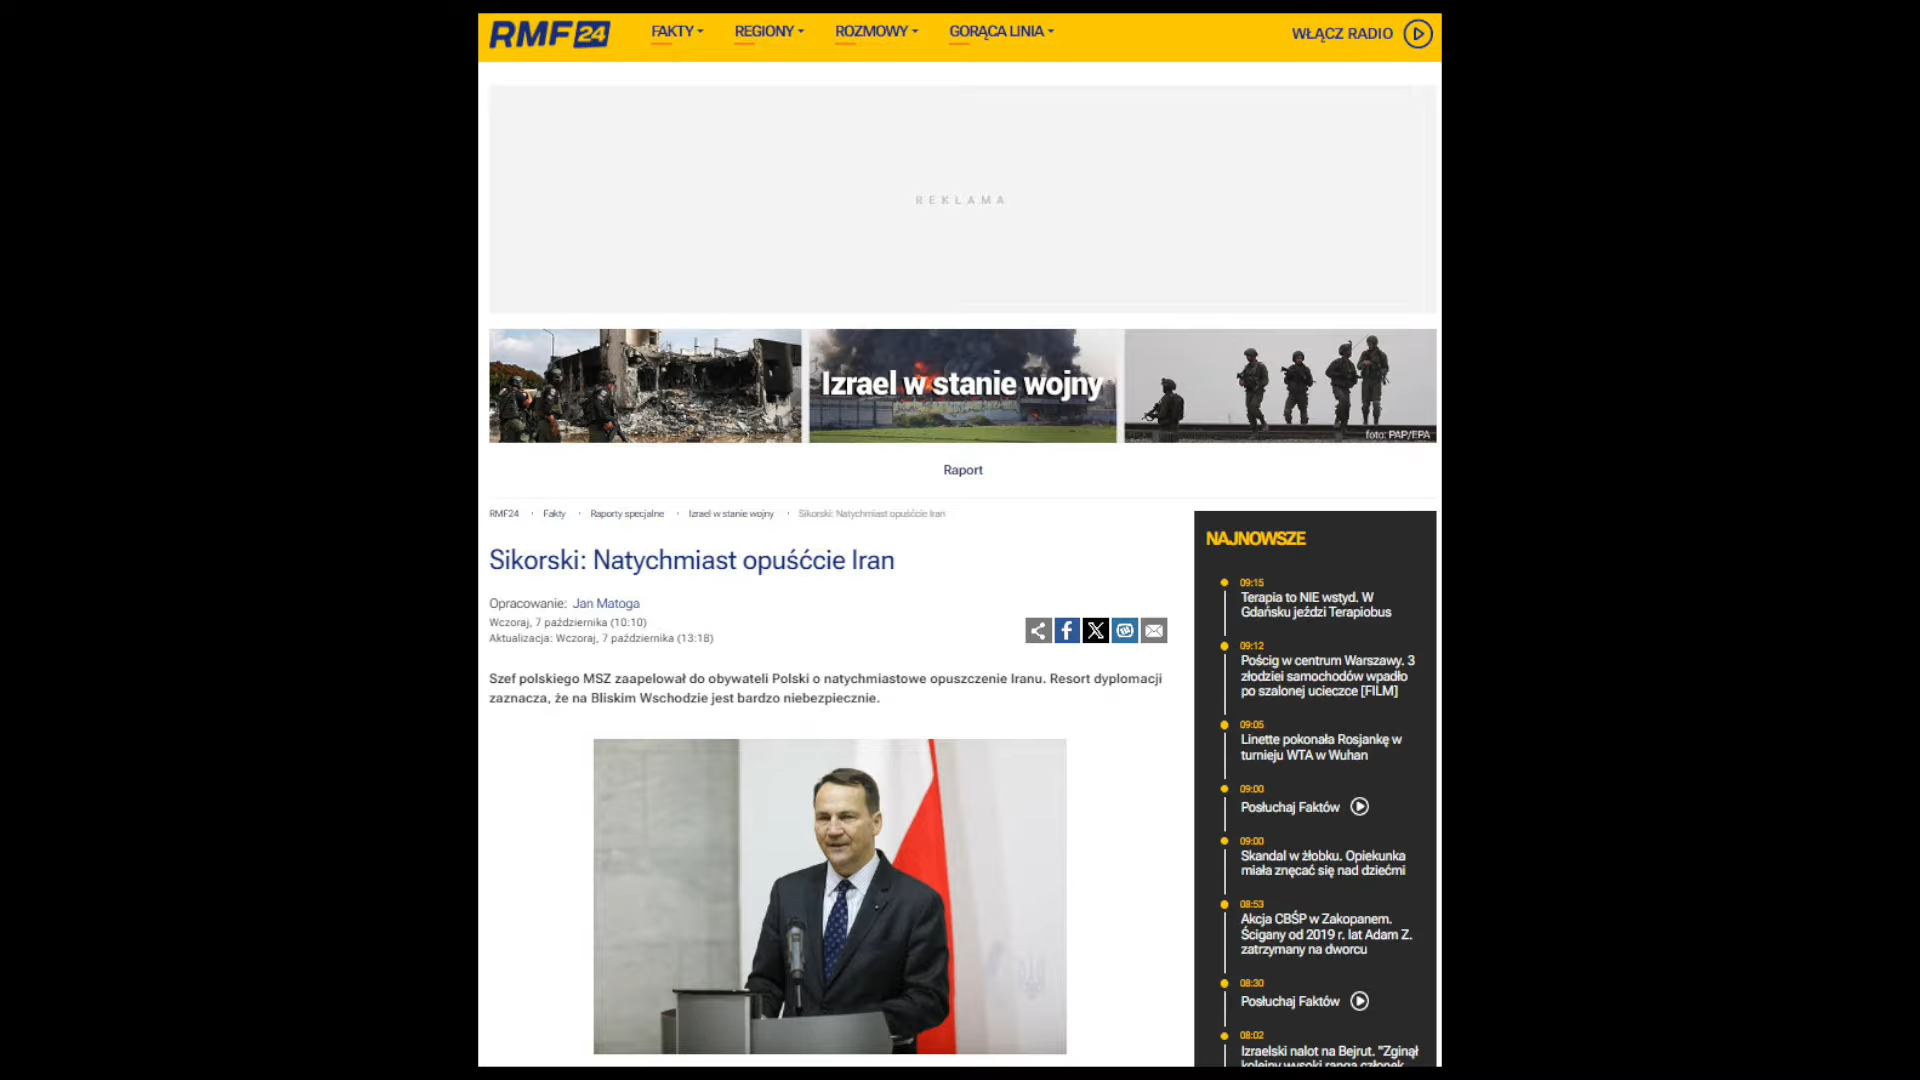 RMF24
FAKTY
REGIONY
ROZMOWY
GORĄCA LINIA
WŁĄCZ RADIO
REKLAMA
Izrael w stanie wojny
foto: PAP/EPA
Raport
RMF24 Fakty Raporty specjalne Izrael w stanie wojny Sikorski: Natychmiast opuśćcie Iran
Sikorski: Natychmiast opuśćcie Iran
Opracowanie: Jan Matoga
Wczoraj, 7 października (10:10)
Aktualizacja: Wczoraj, 7 października (13:18)
Szef polskiego MSZ zaapelował do obywateli Polski o natychmiastowe opuszczenie Iranu. Resort dyplomacji
zaznacza, że na Bliskim Wschodzie jest bardzo niebezpiecznie.
NAJNOWSZE
09:15
Terapia to NIE wstyd. W
Gdańsku jeździ Terapiobus
09:12
Pościg w centrum Warszawy. 3
złodziei samochodów wpadło
po szalonej ucieczce [FILM]
09:05
Linette pokonała Rosjankę w
turnieju WTA w Wuhan
09:00
Posłuchaj Faktów
09:00
Skandal w żłobku. Opiekunka
miała znęcać się nad dziećmi
08:53
Akcja CBŚP w Zakopanem.
Ścigany od 2019 r. lat Adam Z.
zatrzymany na dworcu
08:30
Posłuchaj Faktów
08:02
Izraelski nalot na Bejrut. "Zginął
kolejny wysoki rangą członek